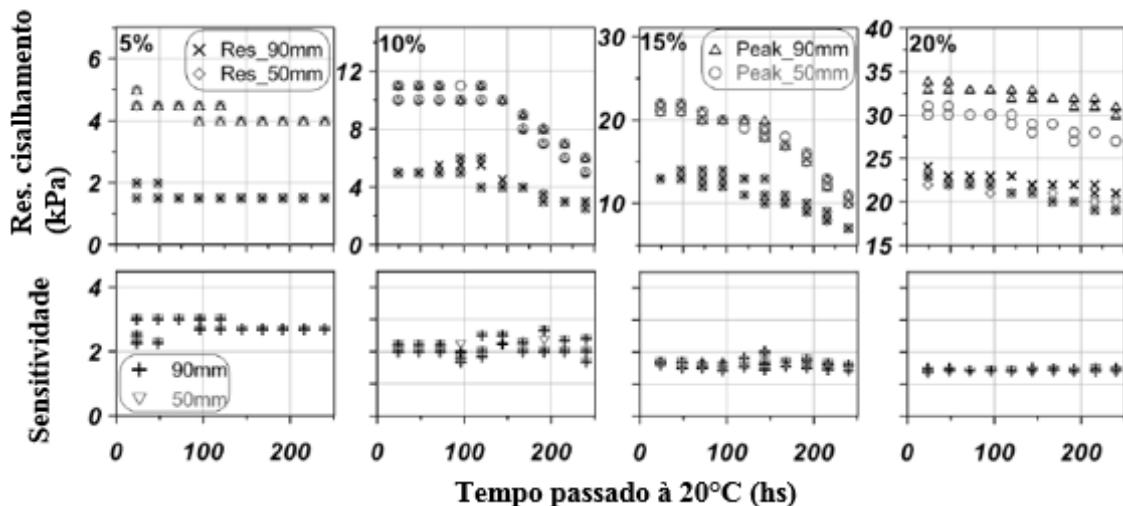 Res. cisalhamento
(kPa)
6
4
2
0
5%
Res_90mm
Res_50mm
12
8
4
0
10%
30
20
10
15%
Peak_90mm
Peak_50mm
40
35
30
25
20
15
20%
Sensitividade
4
2
0
90mm
50mm
0 100 200
0 100 200
0 100 200
0 100 200
Tempo passado à 20°C (hs)